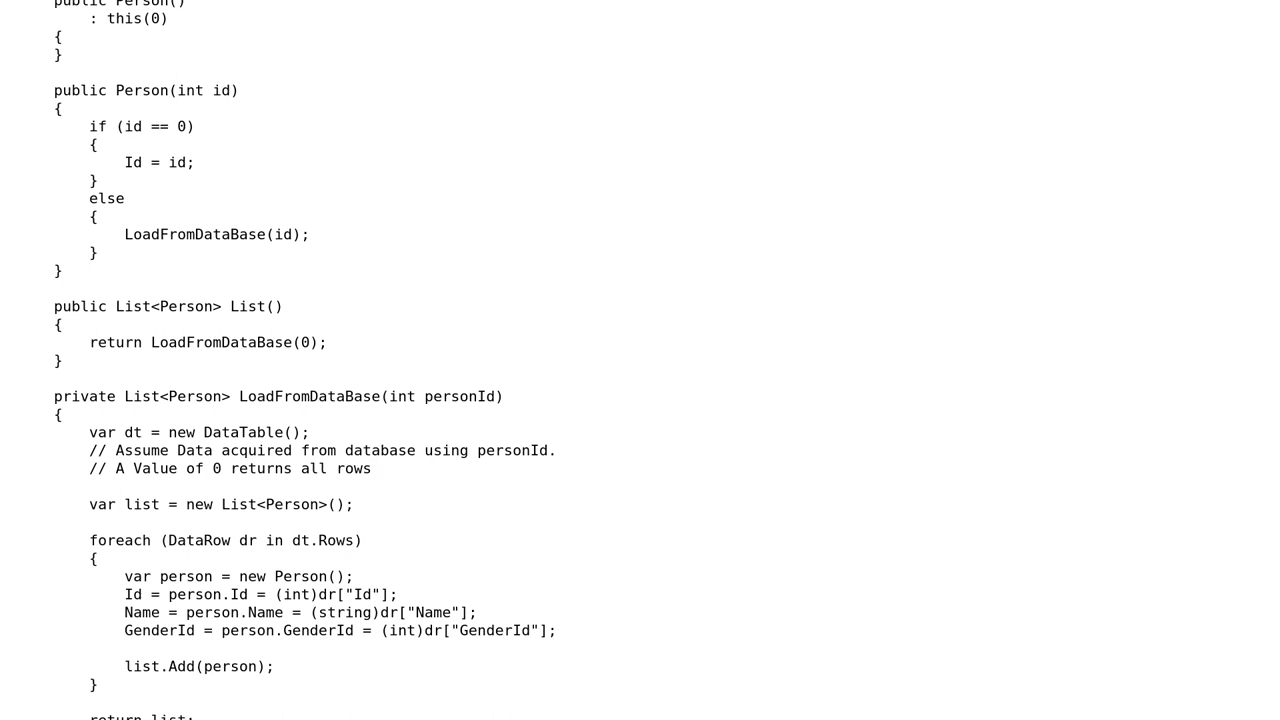 public Person()
: this(0)
{
}
public Person(int id)
{
if (id == 0)
{
Id = id;
}
else
{
LoadFromDataBase(id);
}
}
public List<Person> List()
{
return LoadFromDataBase(0);
}
private List<Person> LoadFromDataBase(int personId)
{
var dt = new DataTable();
// Assume Data acquired from database using personId.
// A Value of 0 returns all rows
var list = new List<Person>();
foreach (DataRow dr in dt.Rows)
{
var person = new Person();
Id = person.Id = (int)dr["Id"];
Name = person.Name = (string)dr["Name"];
GenderId = person.GenderId = (int)dr["GenderId"];
list.Add(person);
}
return list;